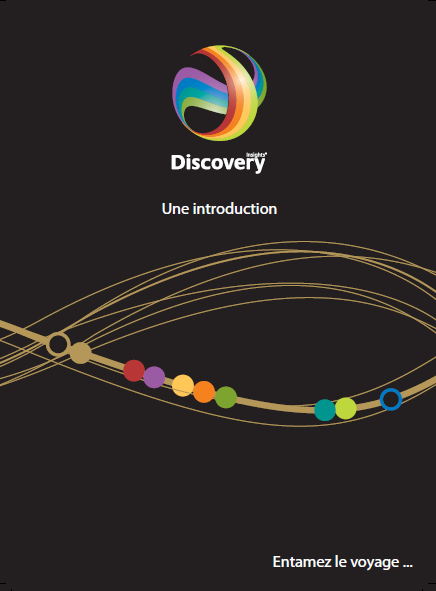 Insights®
Discovery
Une introduction
Entamez le voyage ...